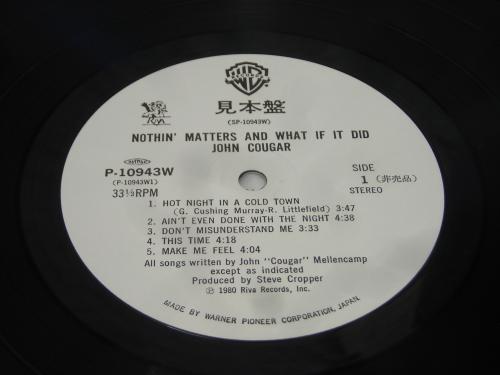 WB
Riva
見本盤
(SP-10943W)
NOTHIN' MATTERS AND WHAT IF IT DID
JOHN COUGAR
P-10943W
(P-10943W1)
33⅓RPM
SIDE
1 (非売品)
STEREO
1. HOT NIGHT IN A COLD TOWN
(G. Cushing Murray-R. Littlefield) 3:47
2. AIN'T EVEN DONE WITH THE NIGHT 4:38
3. DON'T MISUNDERSTAND ME 3:33
4. THIS TIME 4:18
5. MAKE ME FEEL 4:04
All songs written by John "Cougar" Mellencamp
except as indicated
Produced by Steve Cropper
℗ 1980 Riva Records, Inc.
MADE BY WARNER PIONEER CORPORATION, JAPAN.